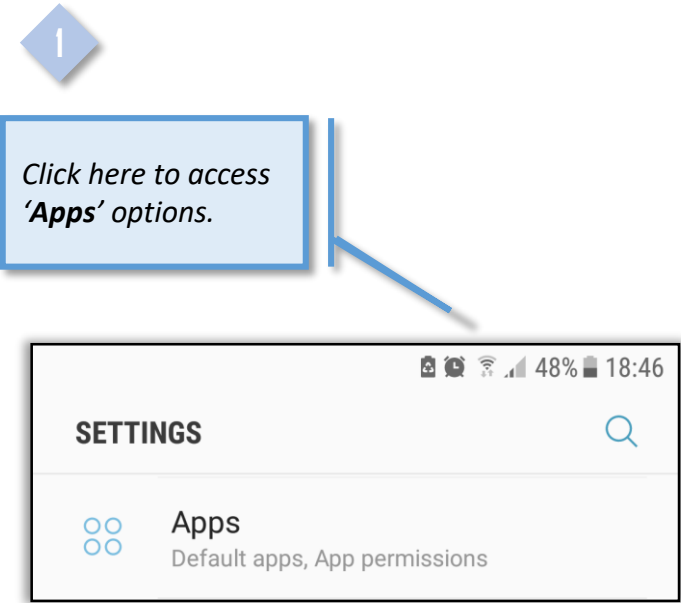 1
Click here to access
‘Apps’ options.
48% 18:46
SETTINGS
Apps
Default apps, App permissions